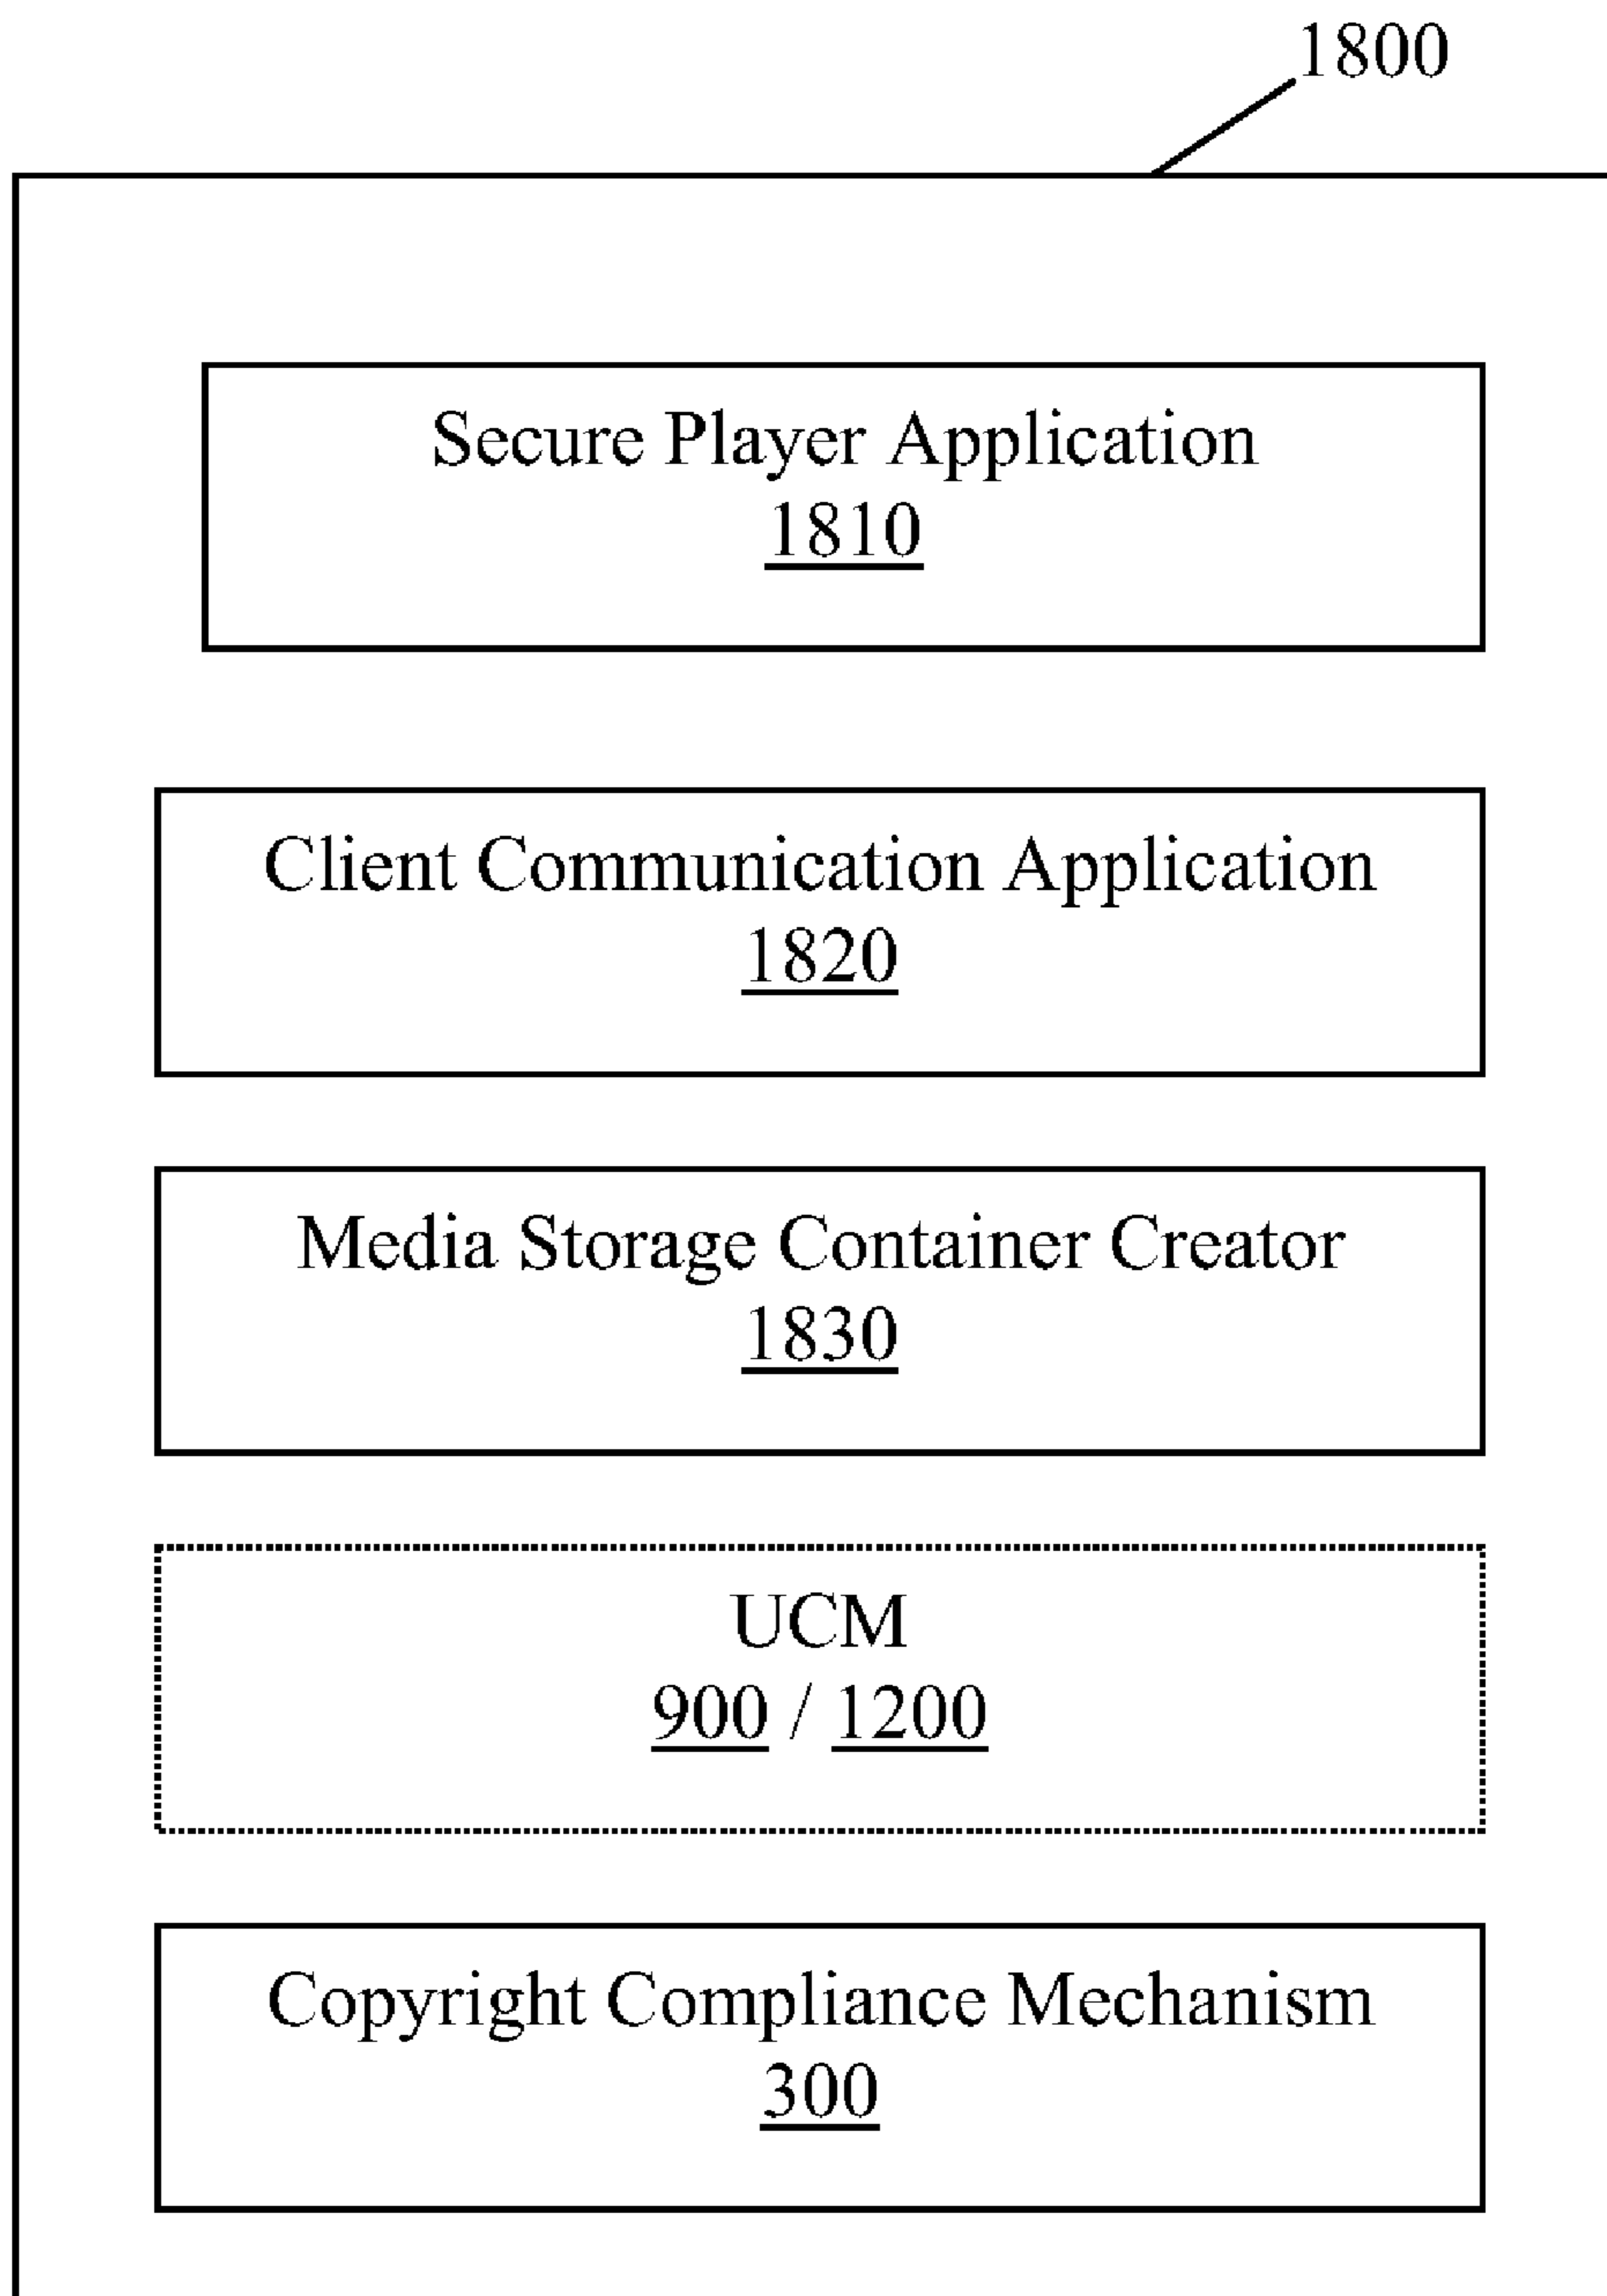 1800
Secure Player Application
1810
Client Communication Application
1820
Media Storage Container Creator
1830
UCM
900 / 1200
Copyright Compliance Mechanism
300